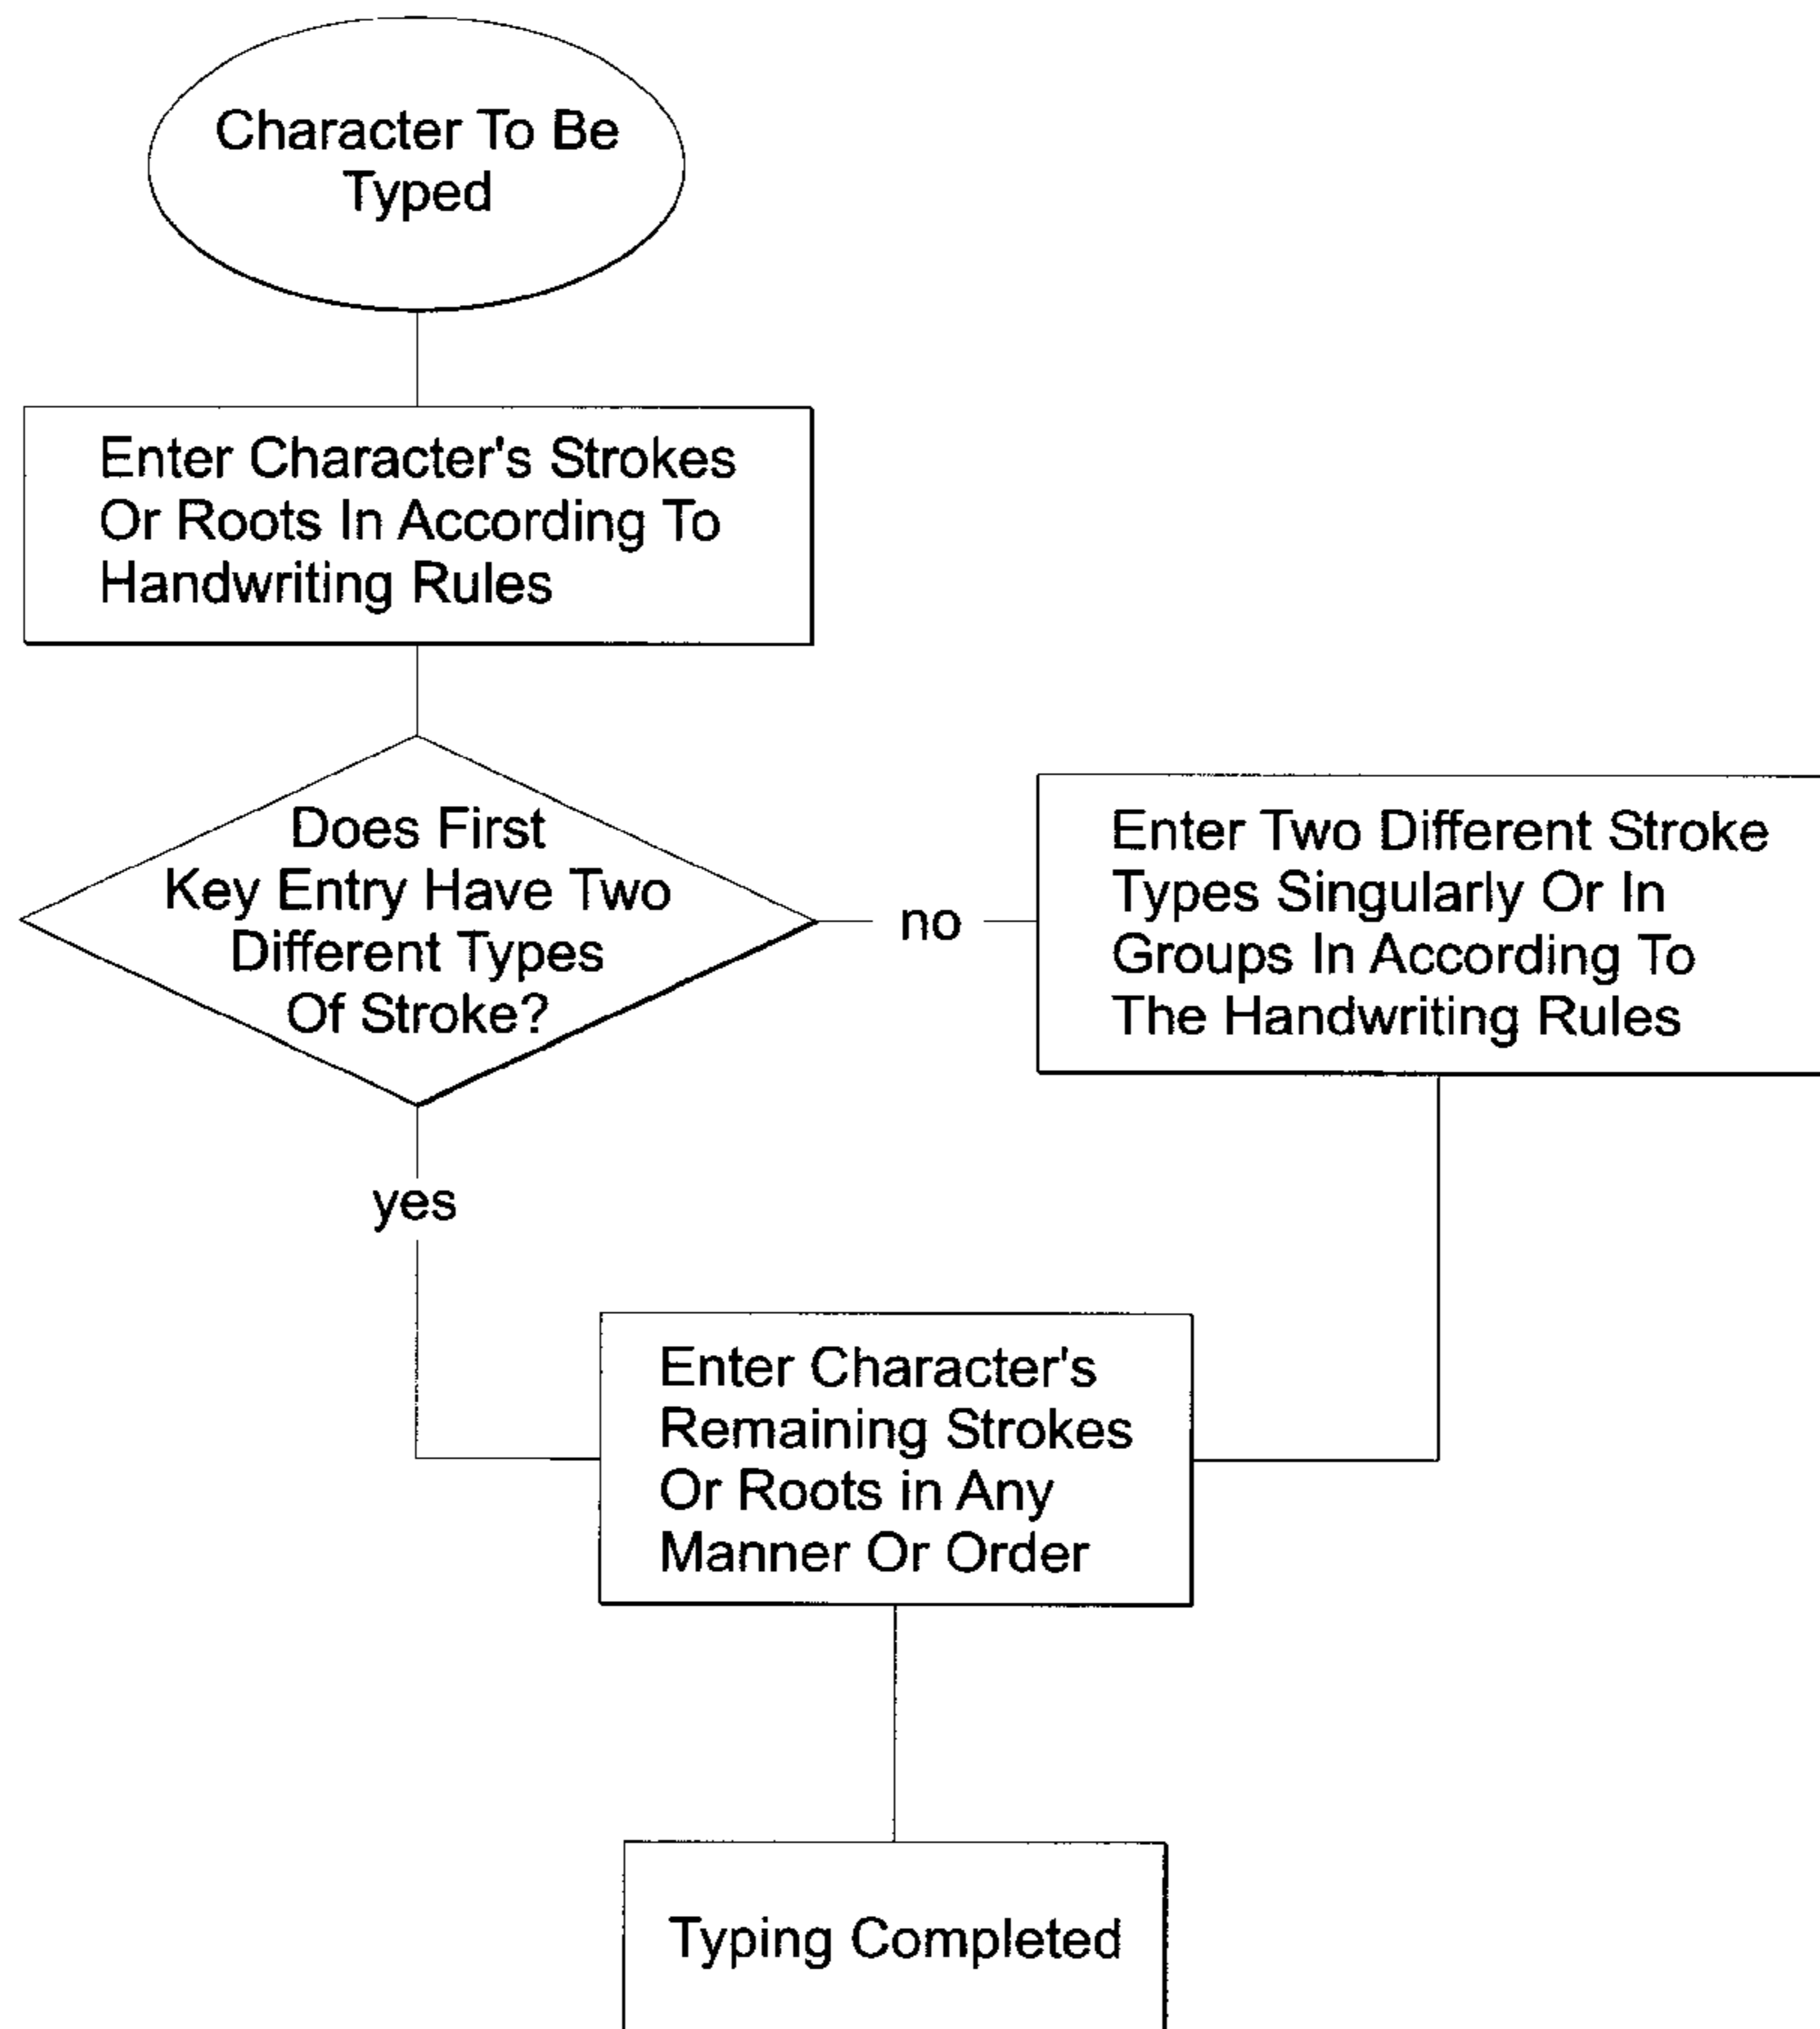 Character To Be
Typed
Enter Character's Strokes
Or Roots In According To
Handwriting Rules
Does First
Key Entry Have Two
Different Types
Of Stroke?
no
Enter Two Different Stroke
Types Singularly Or In
Groups In According To
The Handwriting Rules
yes
Enter Character's
Remaining Strokes
Or Roots in Any
Manner Or Order
Typing Completed